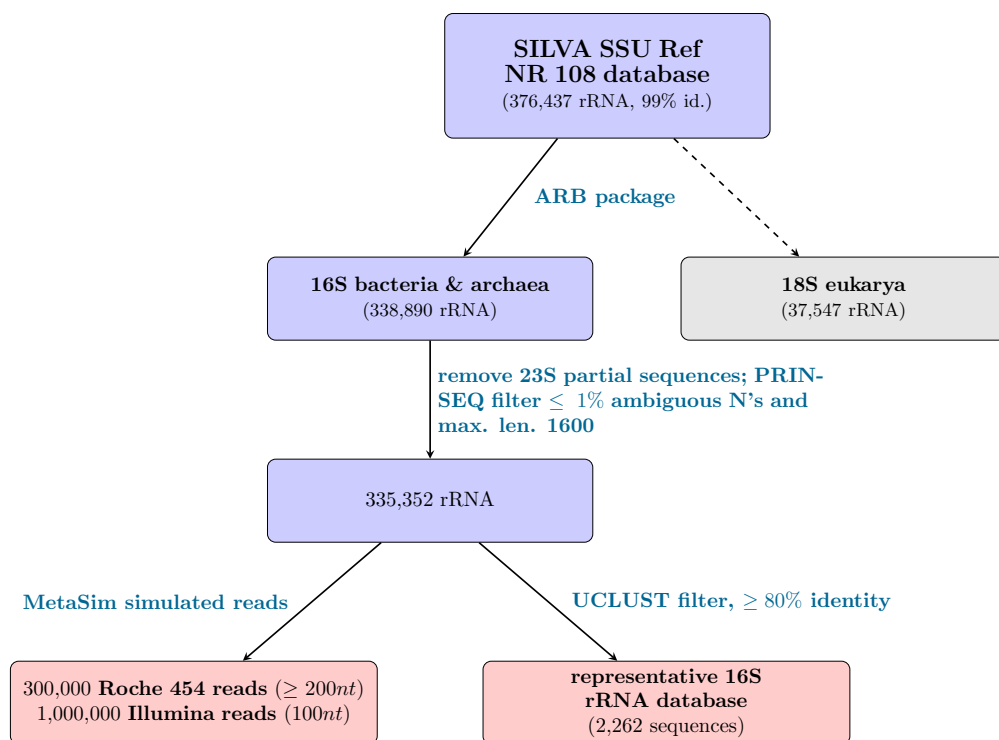 SILVA SSU Ref
NR 108 database
(376,437 rRNA, 99% id.)
ARB package
16S bacteria & archaea
(338,890 rRNA)
18S eukarya
(37,547 rRNA)
remove 23S partial sequences; PRIN-
SEQ filter ≤ 1% ambiguous N's and
max. len. 1600
335,352 rRNA
MetaSim simulated reads
UCLUST filter, ≥ 80% identity
300,000 Roche 454 reads (≥ 200nt)
1,000,000 Illumina reads (100nt)
representative 16S
rRNA database
(2,262 sequences)